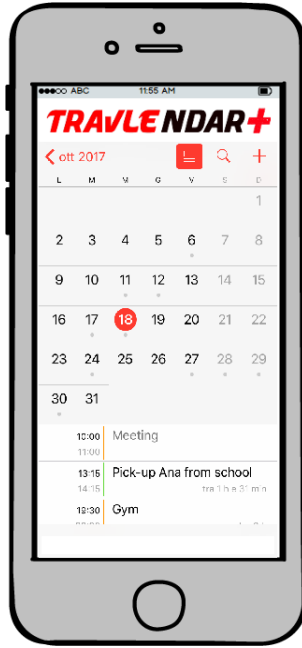 ABC 11:55 AM
TRAVLENDAR+
ott 2017
L M M G V S D
1
2 3 4 5 6 7 8
9 10 11 12 13 14 15
16 17 18 19 20 21 22
23 24 25 26 27 28 29
30 31
10:00 Meeting
11:00
13:15 Pick-up Ana from school
14:15 tra 1 h e 31 min
19:30 Gym